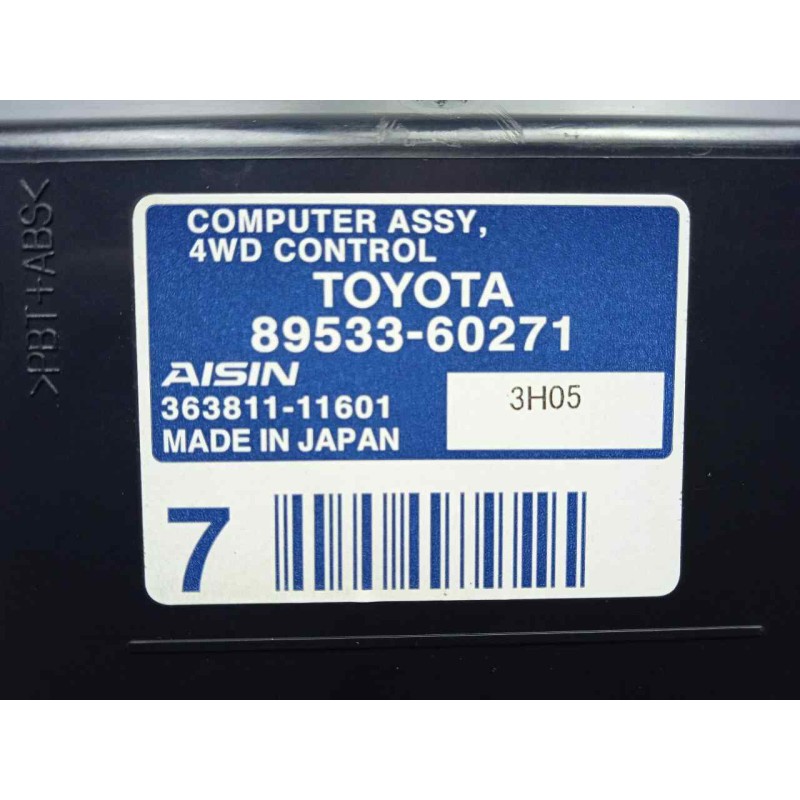 >PBT+ABS<
COMPUTER ASSY,
4WD CONTROL
TOYOTA
89533-60271
AISIN
363811-11601
3H05
MADE IN JAPAN
7